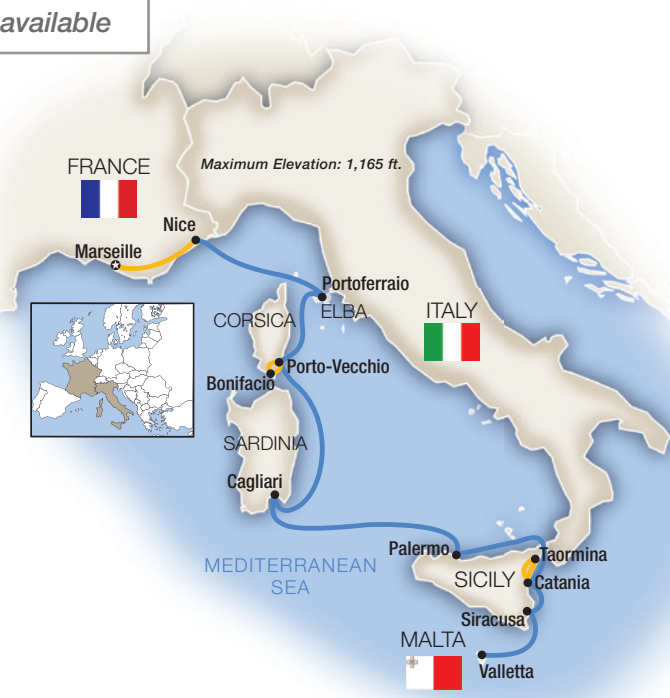 available
FRANCE
Maximum Elevation: 1,165 ft.
Nice
Marseille
Portoferraio
ELBA
CORSICA
ITALY
Porto-Vecchio
Bonifacio
SARDINIA
Cagliari
Palermo
Taormina
MEDITERRANEAN
SEA
SICILY
Catania
Siracusa
MALTA
Valletta